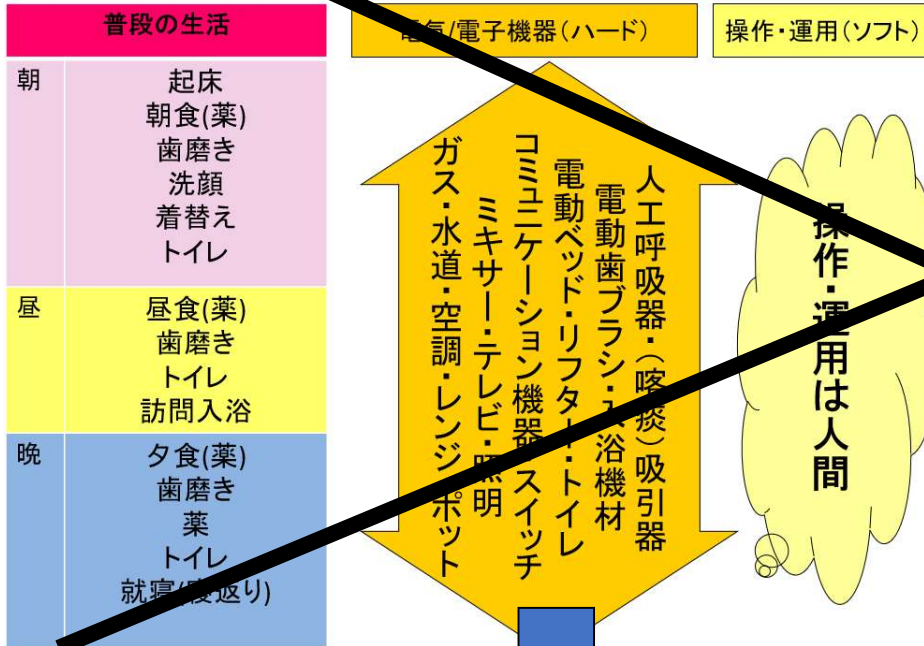 普段の生活
電気/電子機器(ハード)
操作・運用(ソフト)
朝
起床
朝食(薬)
歯磨き
洗顔
着替え
トイレ
昼
昼食(薬)
歯磨き
トイレ
訪問入浴
晩
夕食(薬)
歯磨き
薬
トイレ
就寝(寝返り)
人工呼吸器・(喀痰)吸引器
電動歯ブラシ・入浴機材
電動ベッド・リフター・トイレ
コミュニケーション機器・スイッチ
ミキサー・テレビ・照明
ガス・水道・空調・レンジ・ポット
操作・運用は人間